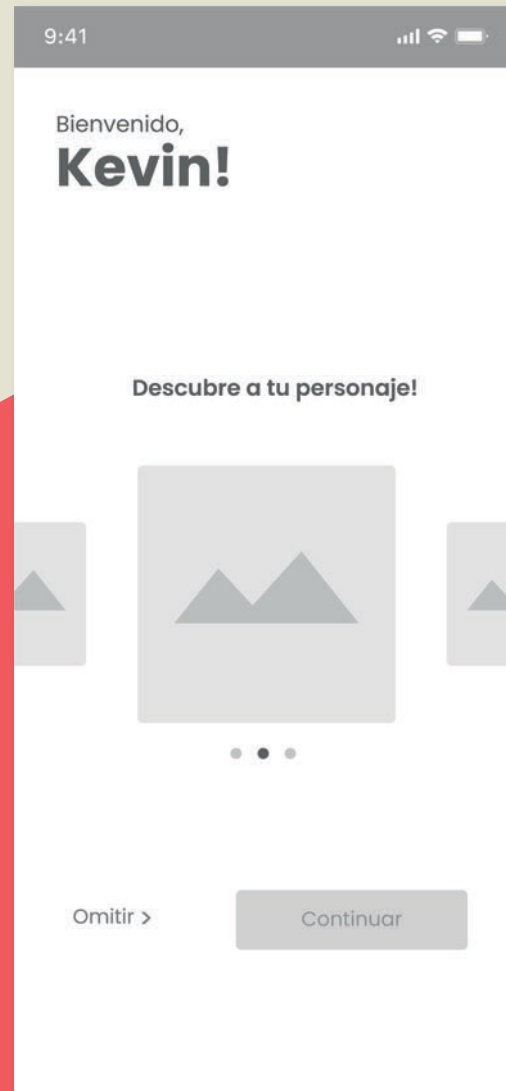 9:41
Bienvenido,
Kevin!
Descubre a tu personaje!
Omitir >
Continuar